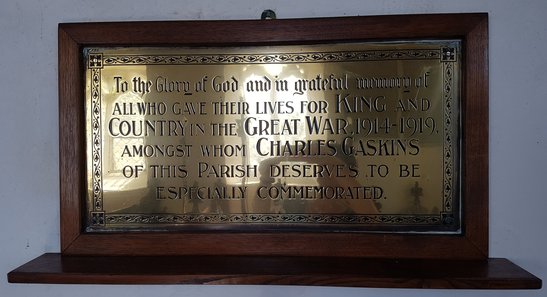 To the Glory of God and in grateful memory of
ALL WHO GAVE THEIR LIVES FOR KING AND
COUNTRY IN THE GREAT WAR, 1914-1919,
AMONGST WHOM CHARLES GASKINS
OF THIS PARISH DESERVES TO BE
ESPECIALLY COMMEMORATED.